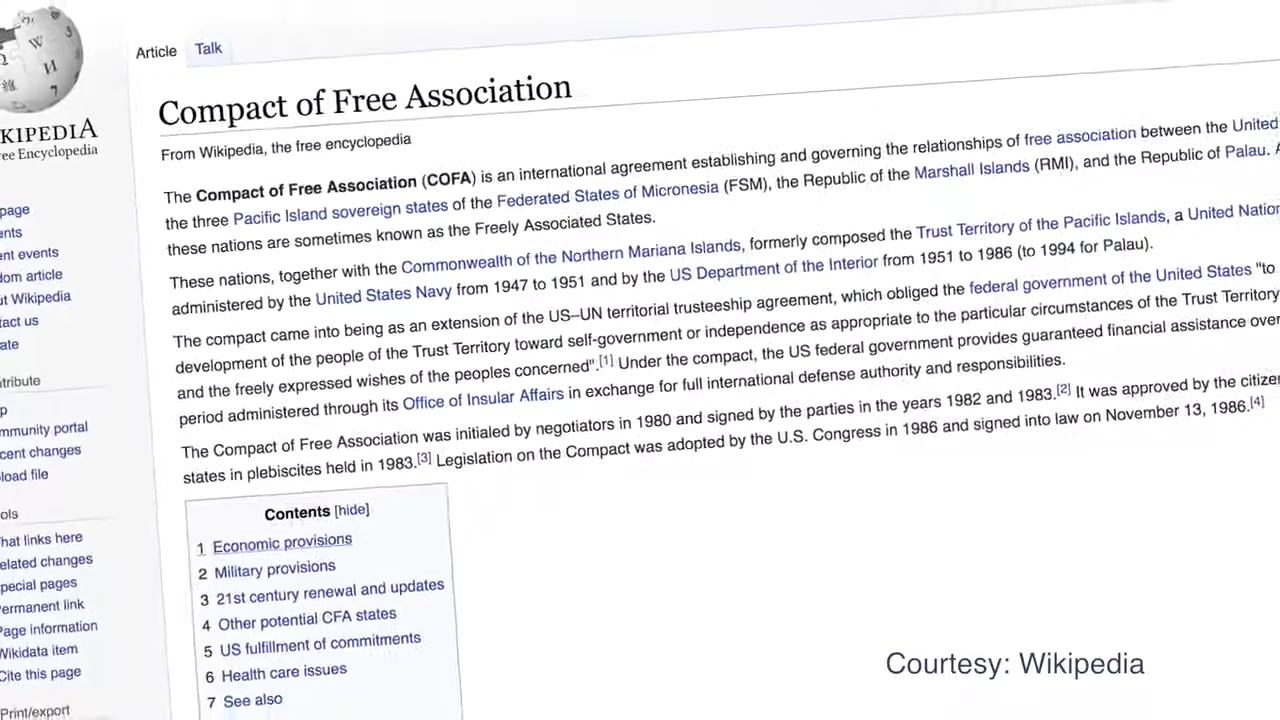 Article Talk
Compact of Free Association
From Wikipedia, the free encyclopedia
The Compact of Free Association (COFA) is an international agreement establishing and governing the relationships of free association between the United
the three Pacific Island sovereign states of the Federated States of Micronesia (FSM), the Republic of the Marshall Islands (RMI), and the Republic of Palau. A
these nations are sometimes known as the Freely Associated States.
These nations, together with the Commonwealth of the Northern Mariana Islands, formerly composed the Trust Territory of the Pacific Islands, a United Nation
administered by the United States Navy from 1947 to 1951 and by the US Department of the Interior from 1951 to 1986 (to 1994 for Palau).
The compact came into being as an extension of the US–UN territorial trusteeship agreement, which obliged the federal government of the United States "to
development of the people of the Trust Territory toward self-government or independence as appropriate to the particular circumstances of the Trust Territory
and the freely expressed wishes of the peoples concerned".[1] Under the compact, the US federal government provides guaranteed financial assistance over
period administered through its Office of Insular Affairs in exchange for full international defense authority and responsibilities.
The Compact of Free Association was initialed by negotiators in 1980 and signed by the parties in the years 1982 and 1983.[2] It was approved by the citizen
states in plebiscites held in 1983.[3] Legislation on the Compact was adopted by the U.S. Congress in 1986 and signed into law on November 13, 1986.[4]
Contents [hide]
1 Economic provisions
2 Military provisions
3 21st century renewal and updates
4 Other potential CFA states
5 US fulfillment of commitments
6 Health care issues
7 See also
KIPEDIA
ree Encyclopedia
page
ents
ent events
dom article
ut Wikipedia
tact us
ate
tribute
p
mmunity portal
cent changes
load file
ols
hat links here
elated changes
pecial pages
ermanent link
Page information
Wikidata item
Cite this page
Print/export
Courtesy: Wikipedia